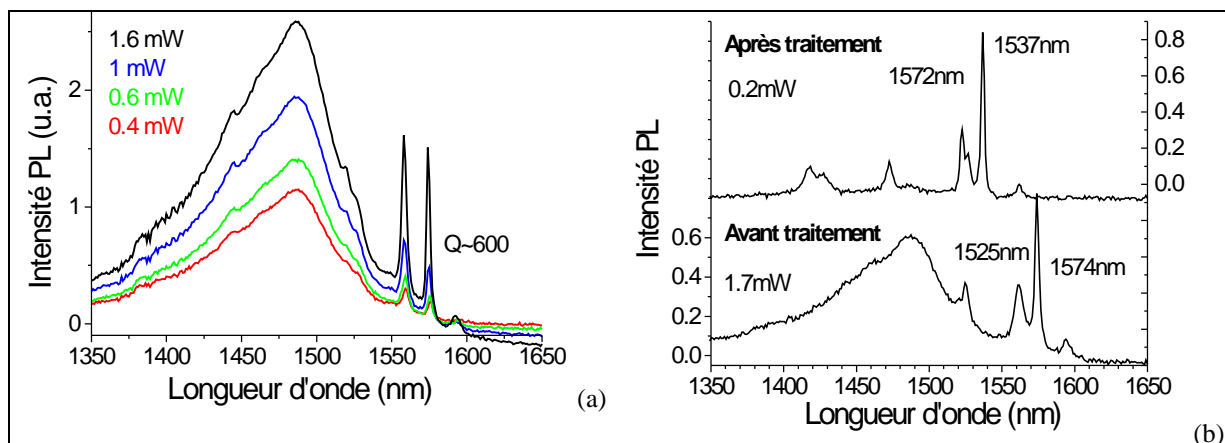 1.6 mW
1 mW
0.6 mW
0.4 mW
Q~600
Intensité PL (u.a.)
2
1
0
1350 1400 1450 1500 1550 1600 1650
Longueur d'onde (nm)
(a)
Après traitement
0.2mW
1572nm
1537nm
0.8
0.6
0.4
0.2
0.0
Intensité PL
Avant traitement
1.7mW
1525nm
1574nm
0.6
0.4
0.2
0.0
1350 1400 1450 1500 1550 1600 1650
Longueur d'onde (nm)
(b)